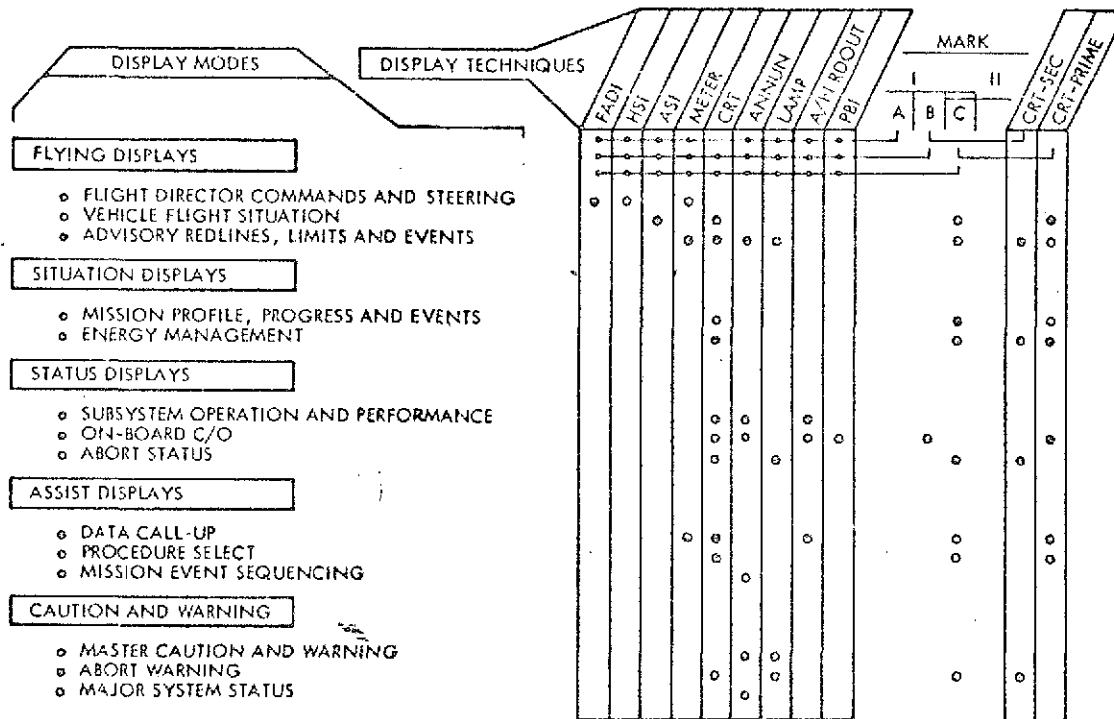 DISPLAY MODES
DISPLAY TECHNIQUES
FADI
HSI
ASI
METER
CRT
ANNUN
LAMP
A/N RDOUT
PBI
MARK
I
II
A
B
C
CRT-SEC
CRT-PRIME
FLYING DISPLAYS
FLIGHT DIRECTOR COMMANDS AND STEERING
VEHICLE FLIGHT SITUATION
ADVISORY REDLINES, LIMITS AND EVENTS
SITUATION DISPLAYS
MISSION PROFILE, PROGRESS AND EVENTS
ENERGY MANAGEMENT
STATUS DISPLAYS
SUBSYSTEM OPERATION AND PERFORMANCE
ON-BOARD C/O
ABORT STATUS
ASSIST DISPLAYS
DATA CALL-UP
PROCEDURE SELECT
MISSION EVENT SEQUENCING
CAUTION AND WARNING
MASTER CAUTION AND WARNING
ABORT WARNING
MAJOR SYSTEM STATUS